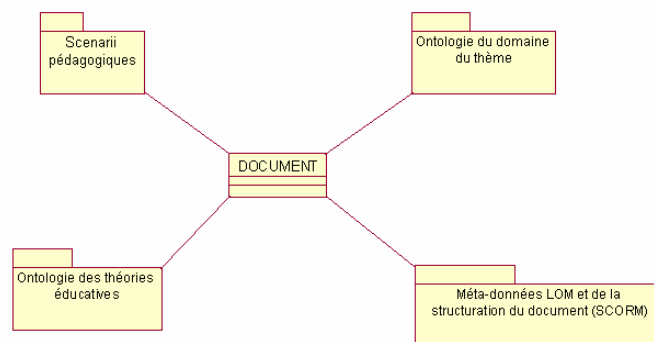 Scenarii
pédagogiques
Ontologie du domaine
du thème
DOCUMENT
Ontologie des théories
éducatives
Méta-données LOM et de la
structuration du document (SCORM)